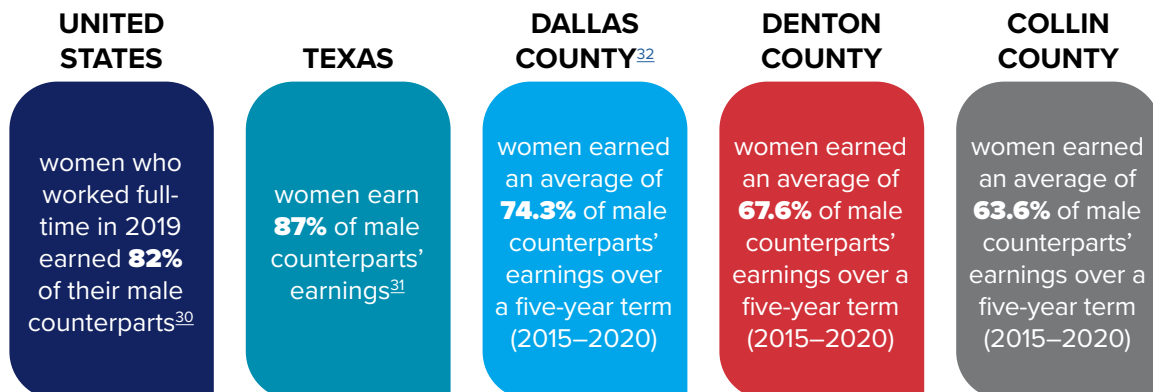 UNITED
STATES
women who
worked full-
time in 2019
earned 82%
of their male
counterparts30
TEXAS
women earn
87% of male
counterparts’
earnings31
DALLAS
COUNTY32
women earned
an average of
74.3% of male
counterparts’
earnings over
a five-year term
(2015–2020)
DENTON
COUNTY
women earned
an average of
67.6% of male
counterparts’
earnings over a
five-year term
(2015–2020)
COLLIN
COUNTY
women earned
an average of
63.6% of male
counterparts’
earnings over a
five-year term
(2015–2020)